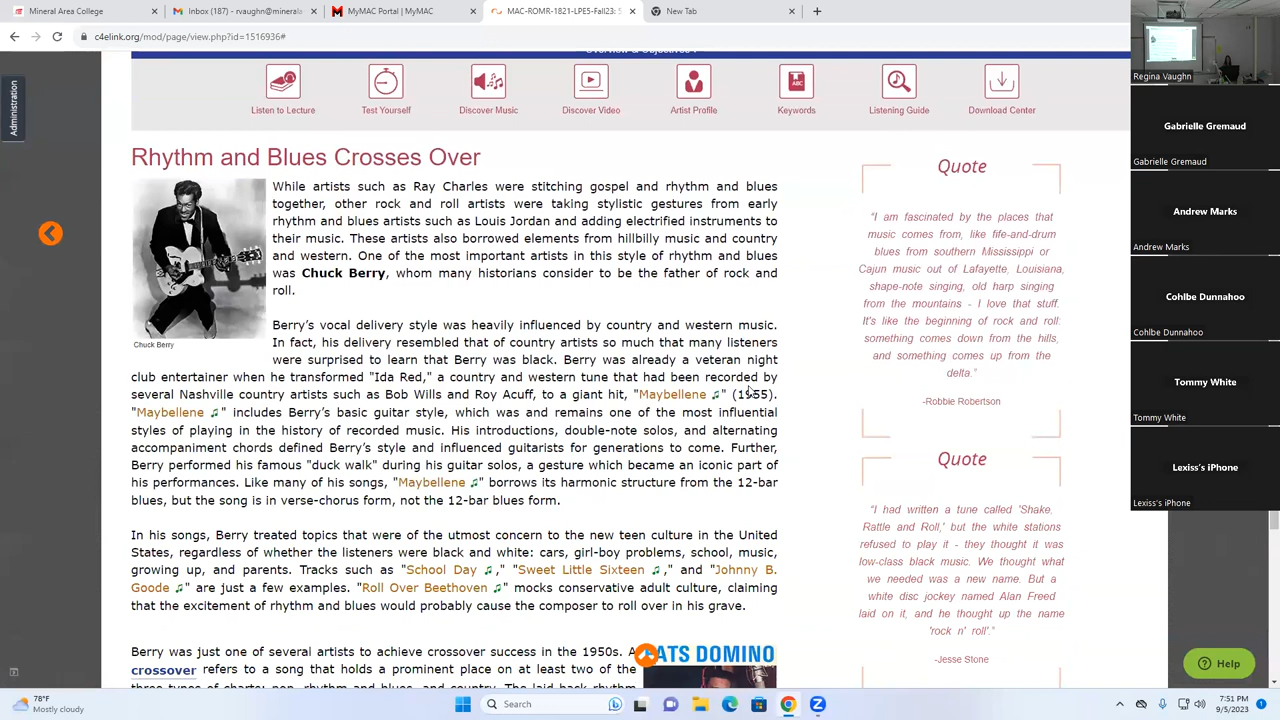 Mineral Area College
Inbox (187) - rvaughn@minerala
MyMAC Portal | MyMAC
MAC-ROMR-1821-LPE5-Fall23: 5.
New Tab
c4elink.org/mod/page/view.php?id=1516936#
Administration
Listen to Lecture
Test Yourself
Discover Music
Discover Video
Artist Profile
Keywords
Listening Guide
Download Center
Rhythm and Blues Crosses Over
While artists such as Ray Charles were stitching gospel and rhythm and blues
together, other rock and roll artists were taking stylistic gestures from early
rhythm and blues artists such as Louis Jordan and adding electrified instruments to
their music. These artists also borrowed elements from hillbilly music and country
and western. One of the most important artists in this style of rhythm and blues
was Chuck Berry, whom many historians consider to be the father of rock and
roll.
Chuck Berry
Berry's vocal delivery style was heavily influenced by country and western music.
In fact, his delivery resembled that of country artists so much that many listeners
were surprised to learn that Berry was black. Berry was already a veteran night
club entertainer when he transformed "Ida Red," a country and western tune that had been recorded by
several Nashville country artists such as Bob Wills and Roy Acuff, to a giant hit, "Maybellene" (1955).
"Maybellene" includes Berry's basic guitar style, which was and remains one of the most influential
styles of playing in the history of recorded music. Introductions, double-note solos, and alternating
accompaniment chords defined Berry's style and influenced guitarists for generations to come. Further,
Berry performed his famous "duck walk" during his guitar solos, a gesture which became an iconic part of
his performances. Like many of his songs, "Maybellene" borrows its harmonic structure from the 12-bar
blues, but the song is in verse-chorus form, not the 12-bar blues form.
In his songs, Berry treated topics that were of the utmost concern to the new teen culture in the United
States, regardless of whether the listeners were black and white: cars, girl-boy problems, school, music,
growing up, and parents. Tracks such as "School Day," "Sweet Little Sixteen," and "Johnny B.
Goode" are just a few examples. "Roll Over Beethoven" mocks conservative adult culture, claiming
that the excitement of rhythm and blues would probably cause the composer to roll over in his grave.
Berry was just one of several artists to achieve crossover success in the 1950s. A
crossover refers to a song that holds a prominent place on at least two of the
three types of charts: pop, rhythm and blues, and country. The laid-back rhythm
FATS DOMINO
Quote
"I am fascinated by the places that
music comes from, like fife-and-drum
blues from southern Mississippi or
Cajun music out of Lafayette, Louisiana,
shape-note singing, old harp singing
from the mountains - I love that stuff.
It's like the beginning of rock and roll:
something comes down from the hills,
and something comes up from the
delta."
-Robbie Robertson
Quote
"I had written a tune called 'Shake,
Rattle and Roll,' but the white stations
refused to play it - they thought it was
low-class black music. We thought what
we needed was a new name. But a
white disc jockey named Alan Freed
laid on it, and he thought up the name
'rock n' roll'."
-Jesse Stone
Regina Vaughn
Gabrielle Gremaud
Gabrielle Gremaud
Andrew Marks
Andrew Marks
Cohlbe Dunnahoo
Cohlbe Dunnahoo
Tommy White
Tommy White
Lexiss's iPhone
Lexiss's iPhone
Help
78°F
Mostly cloudy
Search
7:51 PM
9/5/2023